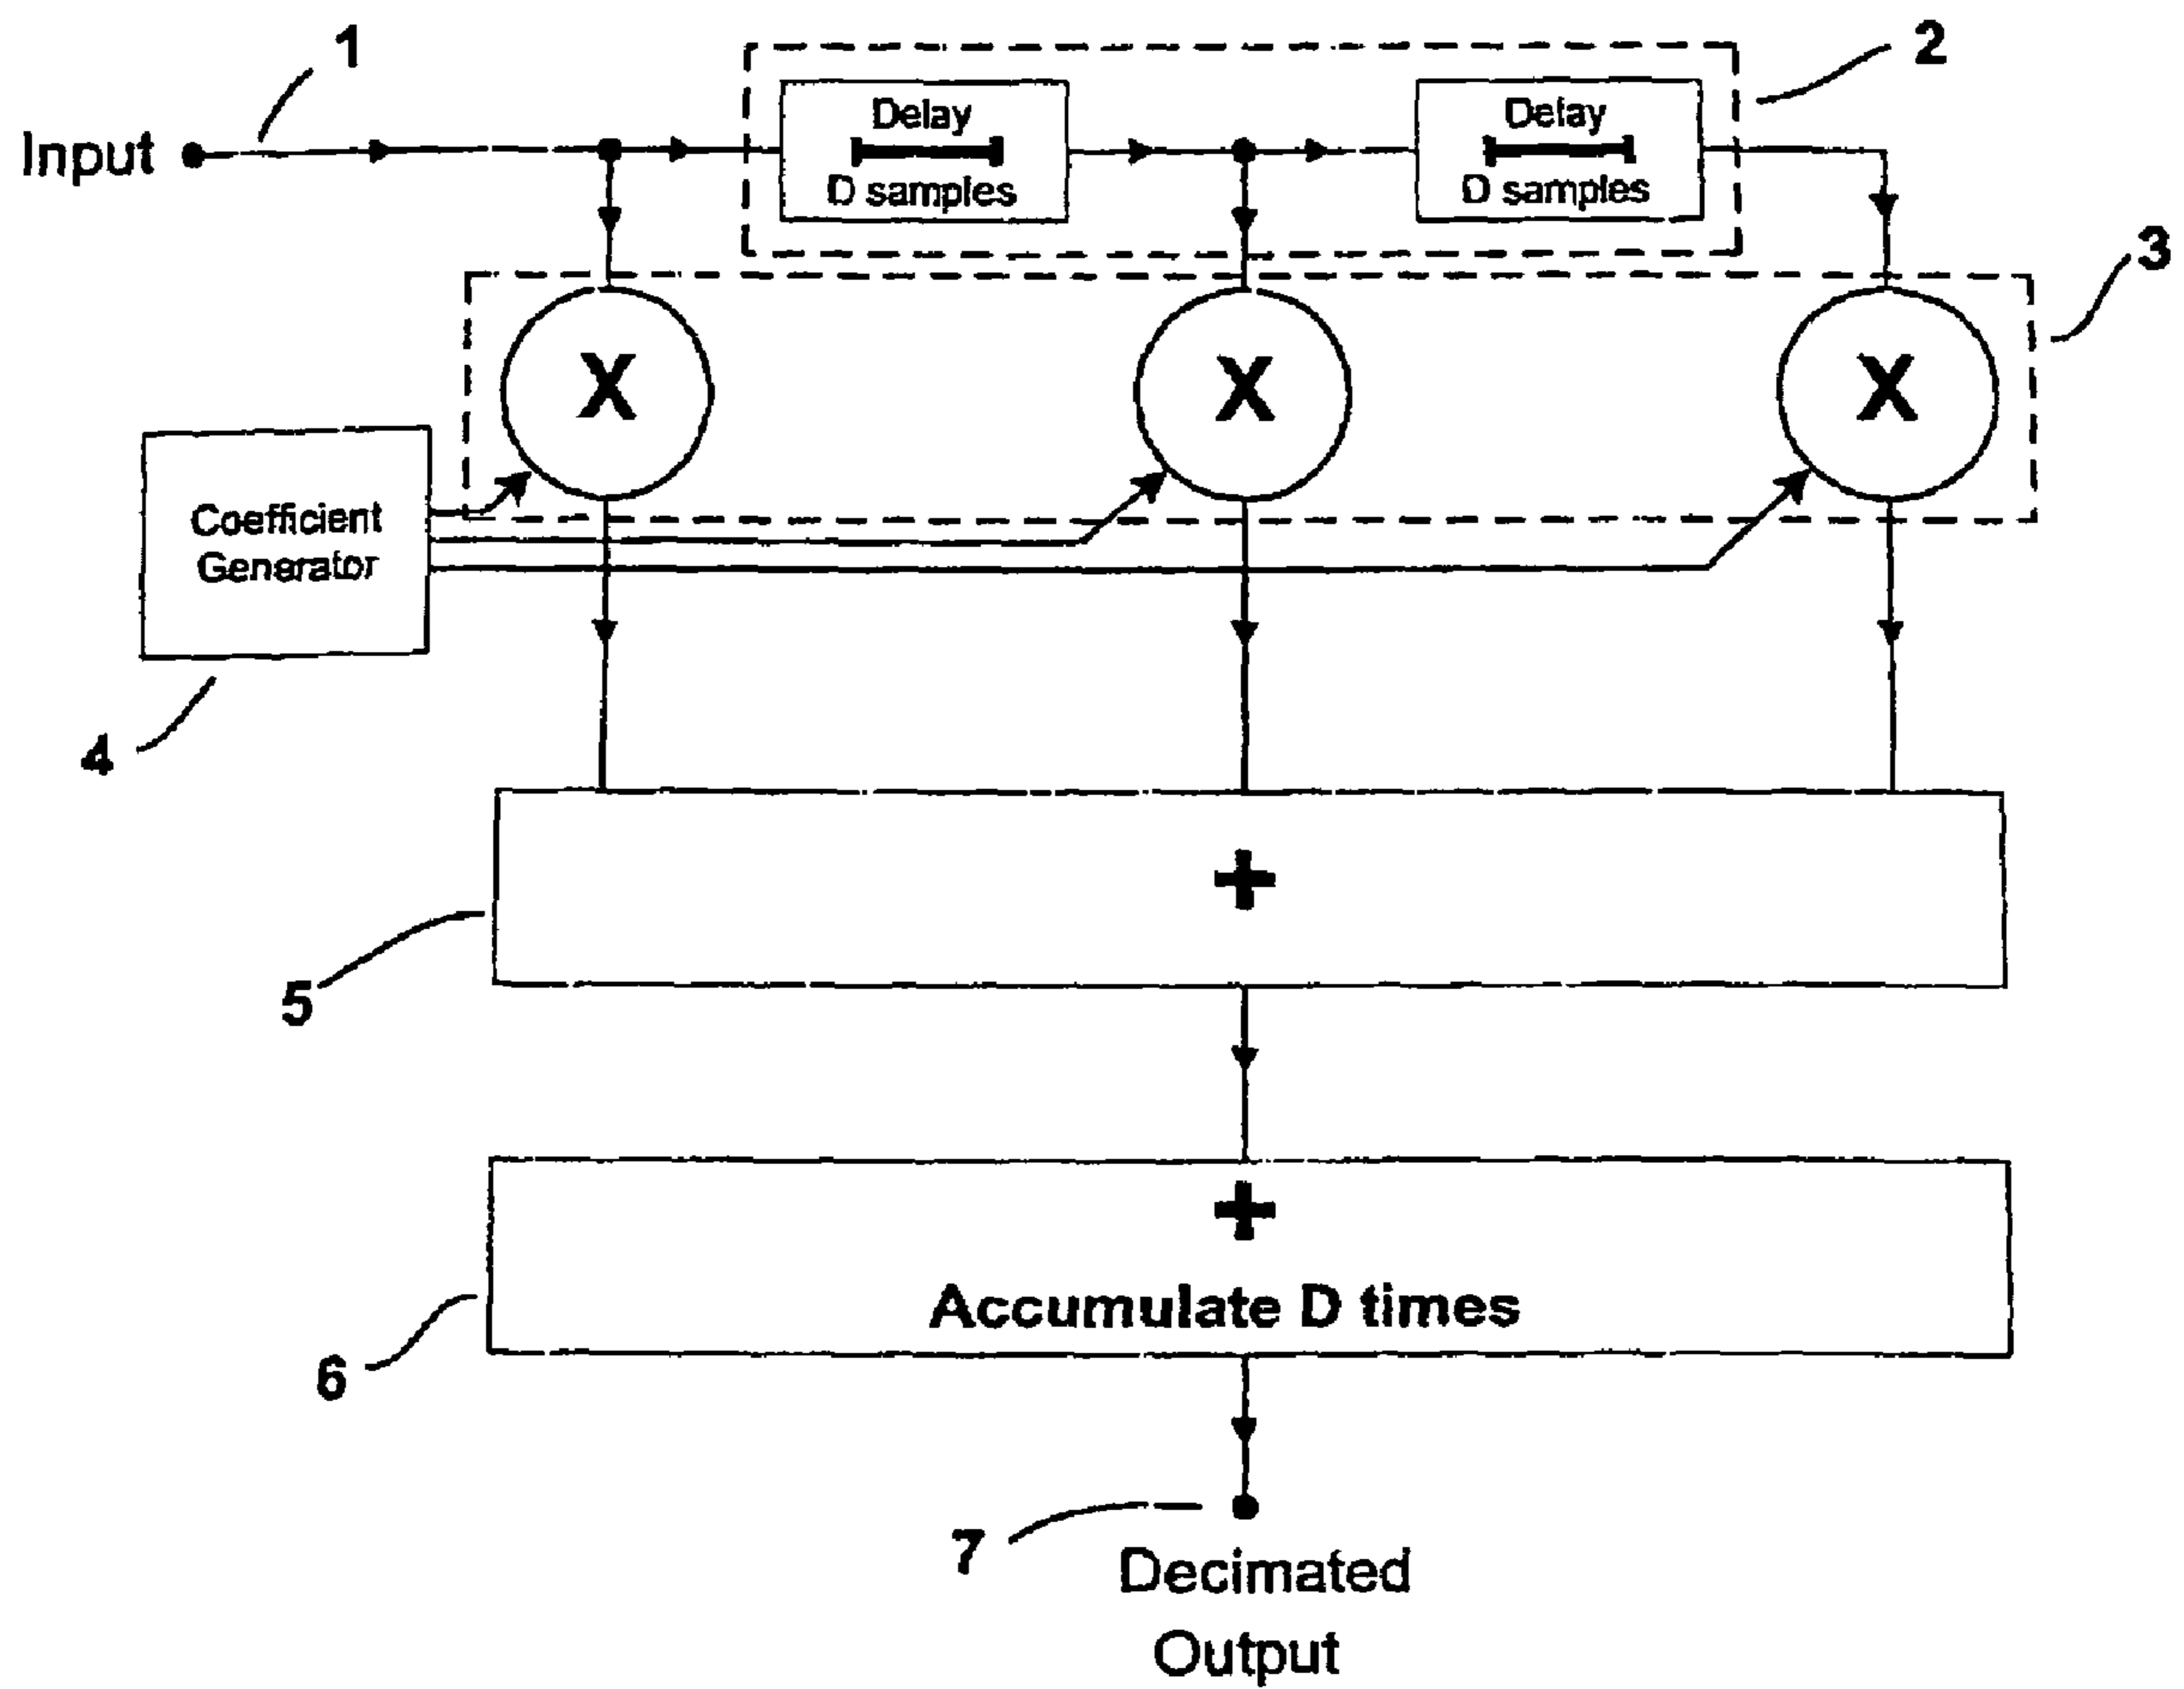 1
2
Delay
D samples
Delay
D samples
Input
3
X
X
X
Coefficient
Generator
4
+
5
+
Accumulate D times
6
7
Decimated
Output